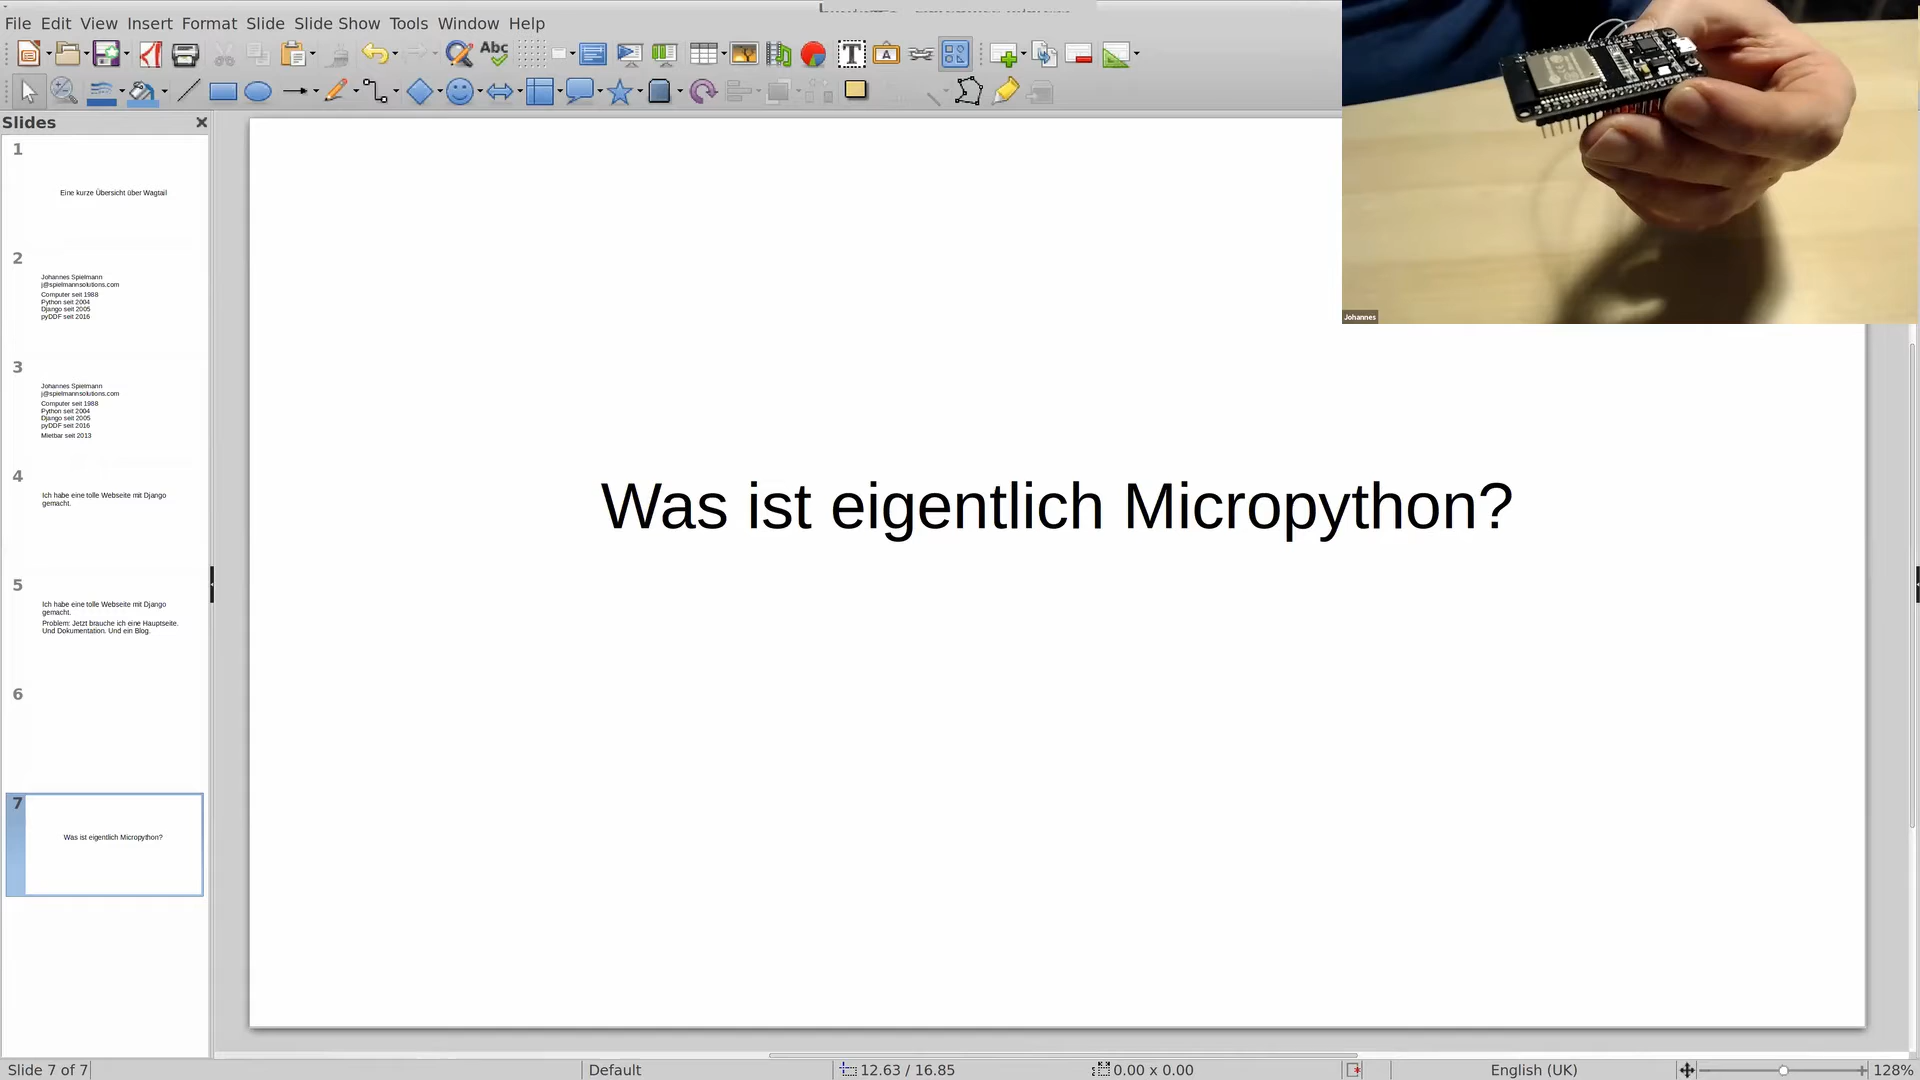 File Edit View Insert Format Slide Slide Show Tools Window Help
Abc
T
A
Slides
1
Eine kurze Übersicht über Wagtail
2
Johannes Spielmann
j@spielmannsolutions.com
Computer seit 1988
Python seit 2004
Django seit 2005
pyDDF seit 2016
3
Johannes Spielmann
j@spielmannsolutions.com
Computer seit 1988
Python seit 2004
Django seit 2005
pyDDF seit 2016
Mietbar seit 2013
4
Ich habe eine tolle Webseite mit Django
gemacht.
5
Ich habe eine tolle Webseite mit Django
gemacht.
Problem: Jetzt brauche ich eine Hauptseite.
Und Dokumentation. Und ein Blog.
6
7
Was ist eigentlich Micropython?
Was ist eigentlich Micropython?
Johannes
Slide 7 of 7
Default
12.63 / 16.85
0.00 x 0.00
English (UK)
128%